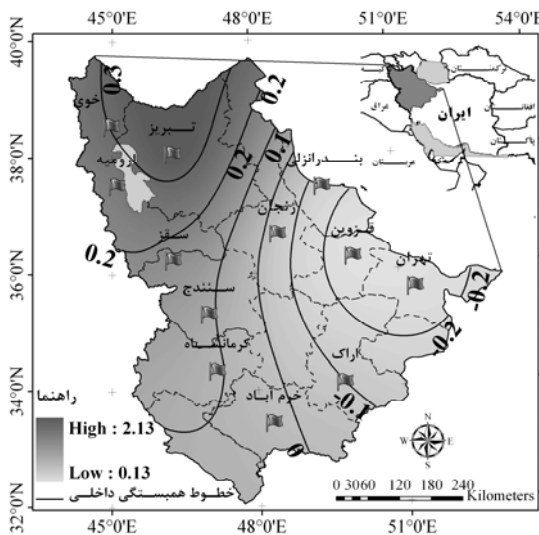 45°0'E 48°0'E 51°0'E 54°0'E
40°0'N
38°0'N
36°0'N
34°0'N
32°0'N
ایران
عراق
خوی
تبریز
ارومیه
بندرانزلی
زنجان
قزوین
سقز
تهران
سنندج
کرمانشاه
اراک
خرم آباد
0.3
0.2
0.2
0.2
0.1
0
-0.1
-0.2
-0.2
راهنما
High : 2.13
Low : 0.13
خطوط همبستگی داخلی
N
W E
S
0 30 60 120 180 240
Kilometers
45°0'E 48°0'E 51°0'E